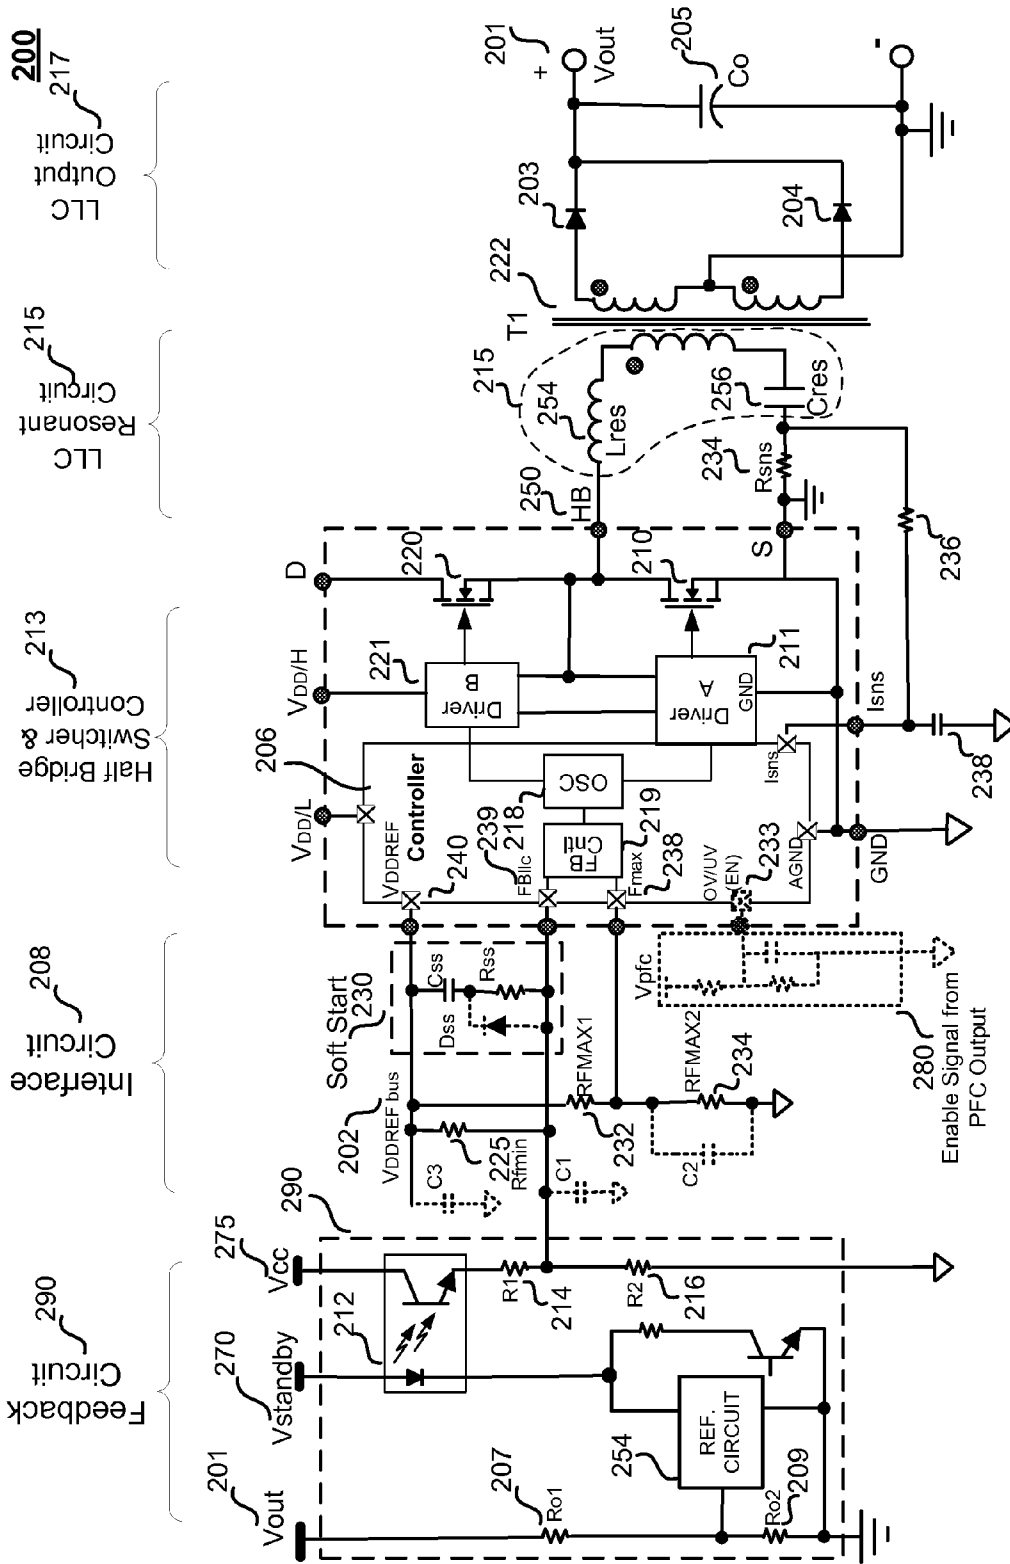 200
Feedback
Circuit
290
Interface
Circuit
208
Half Bridge
Switcher &
Controller
213
LLC
Resonant
Circuit
215
LLC
Output
Circuit
217
Vout
201
Vstandby
270
Vcc
275
290
212
R1
214
R2
216
207
Ro1
254
REF.
CIRCUIT
Ro2
209
VDDREF bus
202
C3
225
Rfmin
C1
Soft Start
230
Css
Rss
Dss
RFMAX1
232
RFMAX2
234
C2
Vpfc
280
Enable Signal from
PFC Output
VDD/L
VDD/H
D
206
VDDREF
Controller
240
239
FBllc
218
OSC
FB
Cntl
219
Fmax
238
OV/UV
(EN)
233
AGND
GND
221
Driver
B
220
Driver
A
GND
211
210
Isns
Isns
238
236
HB
250
S
Rsns
234
215
254
Lres
256
Cres
T1
222
203
204
201
+
Vout
205
Co
-